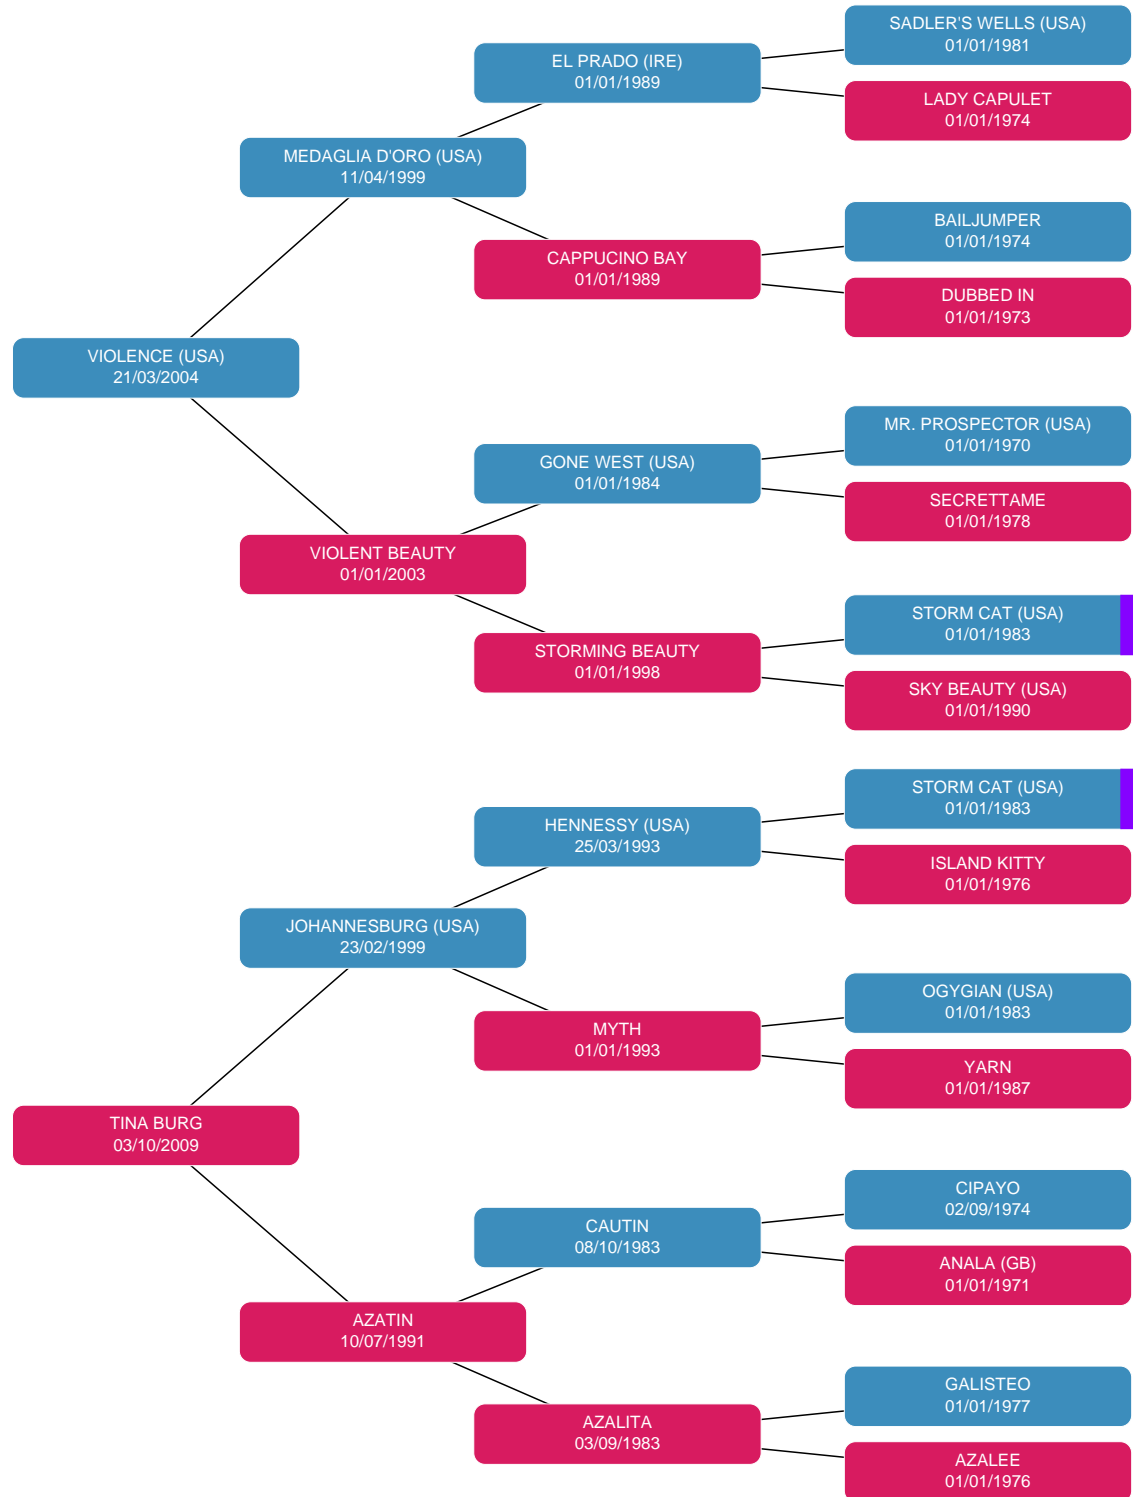 SADLER'S WELLS (USA)
01/01/1981
EL PRADO (IRE)
01/01/1989
LADY CAPULET
01/01/1974
MEDAGLIA D'ORO (USA)
11/04/1999
BAILJUMPER
01/01/1974
CAPPUCINO BAY
01/01/1989
DUBBED IN
01/01/1973
VIOLENCE (USA)
21/03/2004
MR. PROSPECTOR (USA)
01/01/1970
GONE WEST (USA)
01/01/1984
SECRETTAME
01/01/1978
VIOLENT BEAUTY
01/01/2003
STORM CAT (USA)
01/01/1983
STORMING BEAUTY
01/01/1998
SKY BEAUTY (USA)
01/01/1990
STORM CAT (USA)
01/01/1983
HENNESSY (USA)
25/03/1993
ISLAND KITTY
01/01/1976
JOHANNESBURG (USA)
23/02/1999
OGYGIAN (USA)
01/01/1983
MYTH
01/01/1993
YARN
01/01/1987
TINA BURG
03/10/2009
CIPAYO
02/09/1974
CAUTIN
08/10/1983
ANALA (GB)
01/01/1971
AZATIN
10/07/1991
GALISTEO
01/01/1977
AZALITA
03/09/1983
AZALEE
01/01/1976